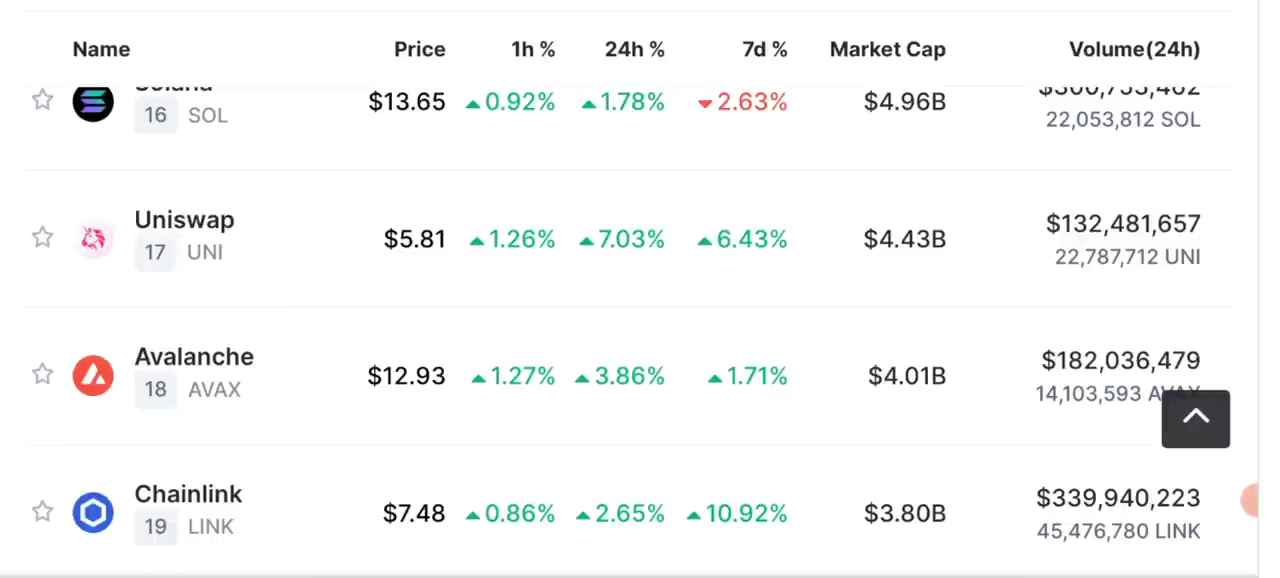 Name Price 1h % 24h % 7d % Market Cap Volume(24h)
Solana
$13.65 0.92% 1.78% 2.63% $4.96B
16 SOL 22,053,812 SOL
Uniswap $5.81 1.26% 7.03% 6.43% $4.43B $132,481,657
17 UNI 22,787,712 UNI
Avalanche $12.93 1.27% 3.86% 1.71% $4.01B $182,036,479
18 AVAX 14,103,593 AVAX
Chainlink $7.48 0.86% 2.65% 10.92% $3.80B $339,940,223
19 LINK 45,476,780 LINK